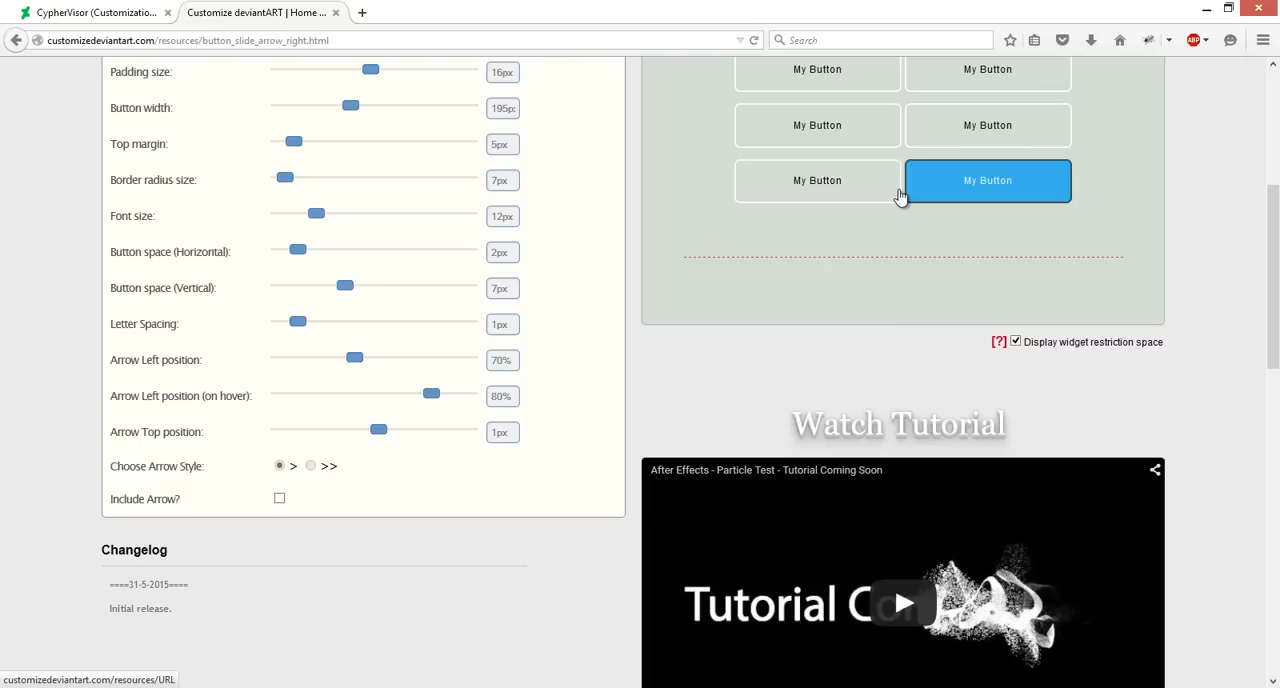 CypherVisor (Customizatio...
Customize deviantART | Home ...
customizedeviantart.com/resources/button_slide_arrow_right.html
Search
ABP
Padding size:
16px
Button width:
195p
Top margin:
5px
Border radius size:
7px
Font size:
12px
Button space (Horizontal):
2px
Button space (Vertical):
7px
Letter Spacing:
1px
Arrow Left position:
70%
Arrow Left position (on hover):
80%
Arrow Top position:
1px
Choose Arrow Style:
> >>
Include Arrow?
Changelog
====31-5-2015====
Initial release.
My Button My Button
My Button My Button
My Button My Button
[?] Display widget restriction space
Watch Tutorial
After Effects - Particle Test - Tutorial Coming Soon
Tutorial Co
customizedeviantart.com/resources/URL